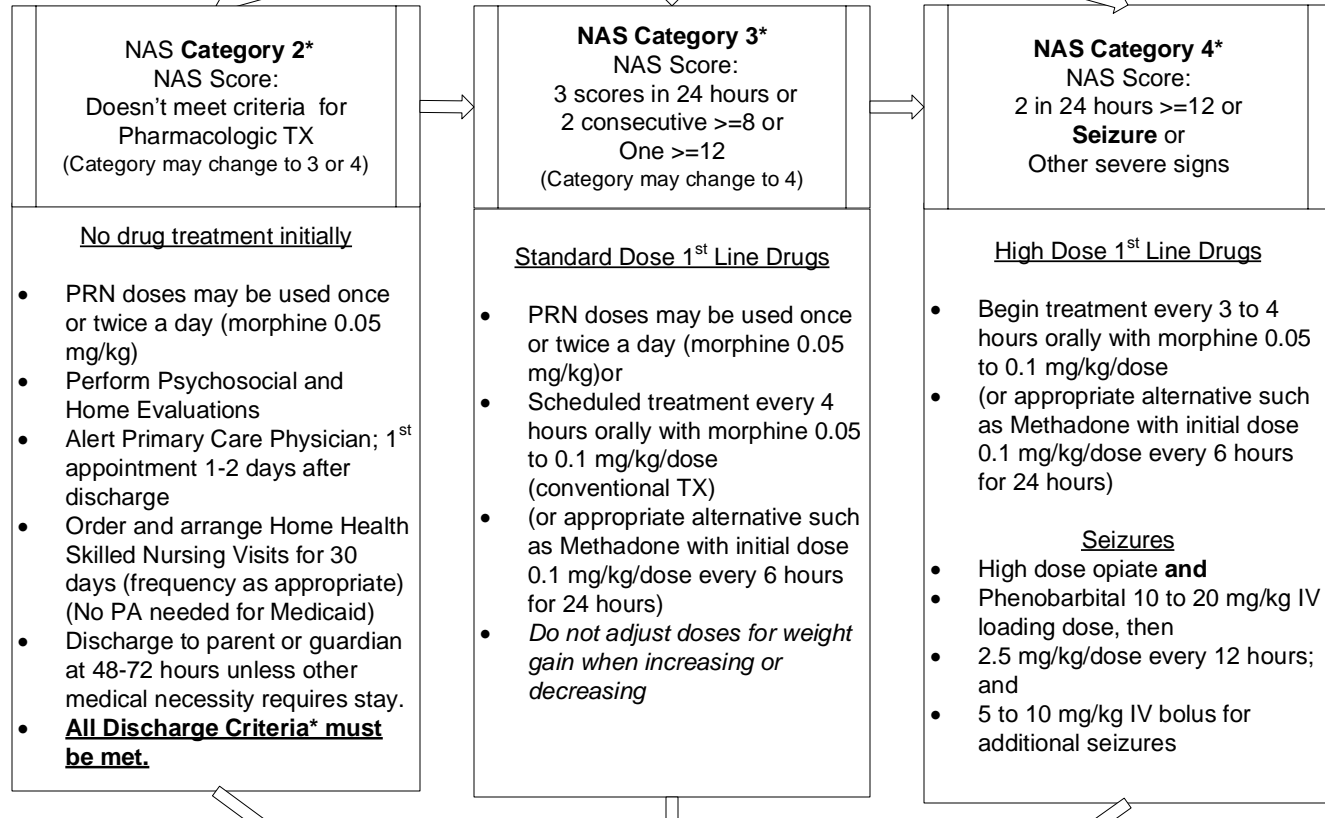 NAS Category 2*
NAS Score:
Doesn't meet criteria for
Pharmacologic TX
(Category may change to 3 or 4)
No drug treatment initially
• PRN doses may be used once
or twice a day (morphine 0.05
mg/kg)
• Perform Psychosocial and
Home Evaluations
• Alert Primary Care Physician; 1st
appointment 1-2 days after
discharge
• Order and arrange Home Health
Skilled Nursing Visits for 30
days (frequency as appropriate)
(No PA needed for Medicaid)
• Discharge to parent or guardian
at 48-72 hours unless other
medical necessity requires stay.
• All Discharge Criteria* must
be met.
NAS Category 3*
NAS Score:
3 scores in 24 hours or
2 consecutive >=8 or
One >=12
(Category may change to 4)
Standard Dose 1st Line Drugs
• PRN doses may be used once
or twice a day (morphine 0.05
mg/kg)or
• Scheduled treatment every 4
hours orally with morphine 0.05
to 0.1 mg/kg/dose
(conventional TX)
• (or appropriate alternative such
as Methadone with initial dose
0.1 mg/kg/dose every 6 hours
for 24 hours)
• Do not adjust doses for weight
gain when increasing or
decreasing
NAS Category 4*
NAS Score:
2 in 24 hours >=12 or
Seizure or
Other severe signs
High Dose 1st Line Drugs
• Begin treatment every 3 to 4
hours orally with morphine 0.05
to 0.1 mg/kg/dose
• (or appropriate alternative such
as Methadone with initial dose
0.1 mg/kg/dose every 6 hours
for 24 hours)
Seizures
• High dose opiate and
• Phenobarbital 10 to 20 mg/kg IV
loading dose, then
• 2.5 mg/kg/dose every 12 hours;
and
• 5 to 10 mg/kg IV bolus for
additional seizures